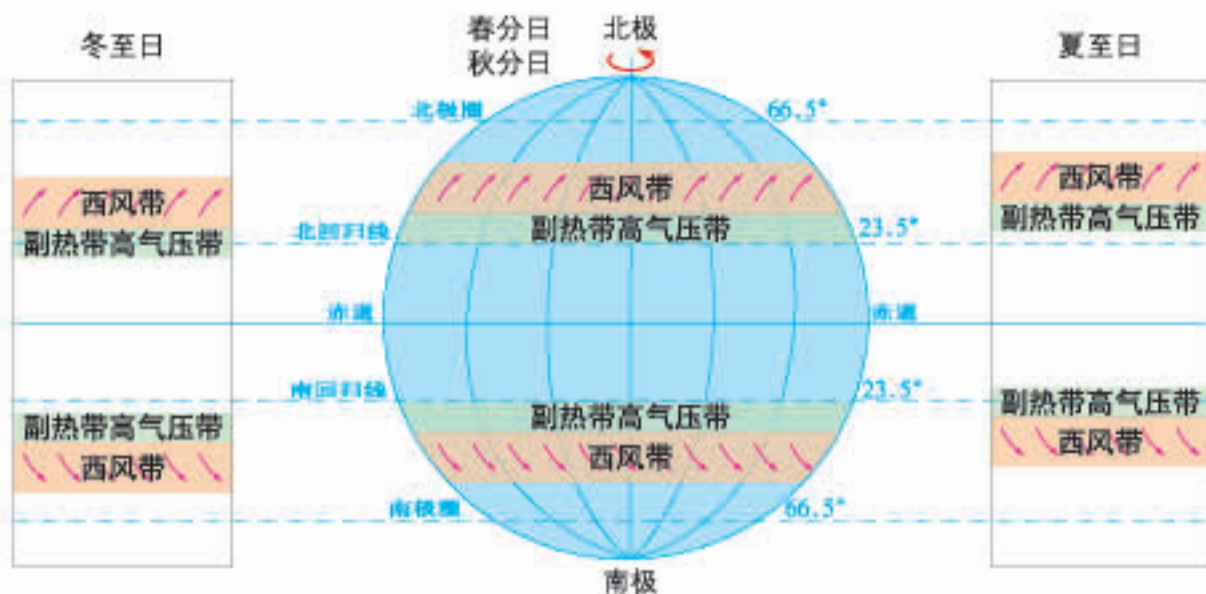 冬至日
春分日
秋分日
北极
夏至日
北极圈
66.5°
西风带
西风带
西风带
副热带高气压带
副热带高气压带
副热带高气压带
北回归线
23.5°
赤道
赤道
南回归线
23.5°
副热带高气压带
副热带高气压带
副热带高气压带
西风带
西风带
西风带
南极圈
66.5°
南极